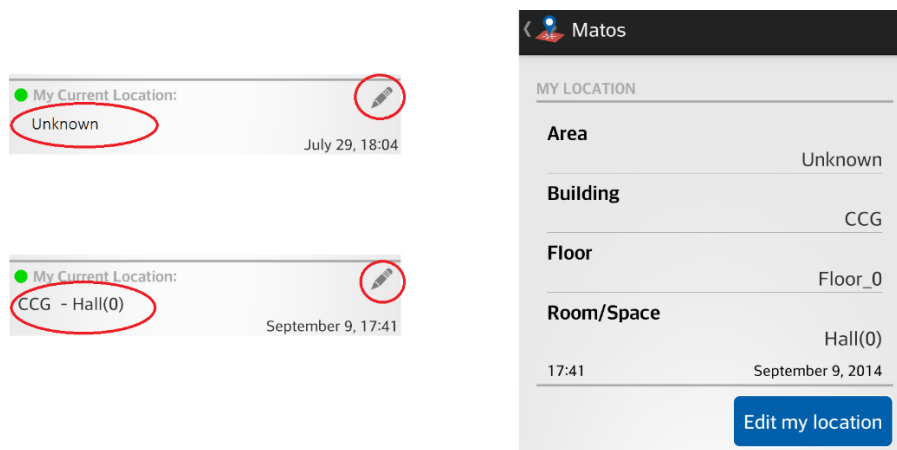 My Current Location:
Unknown
July 29, 18:04
My Current Location:
CCG - Hall(0)
September 9, 17:41
Matos
MY LOCATION
Area
Unknown
Building
CCG
Floor
Floor_0
Room/Space
Hall(0)
17:41 September 9, 2014
Edit my location